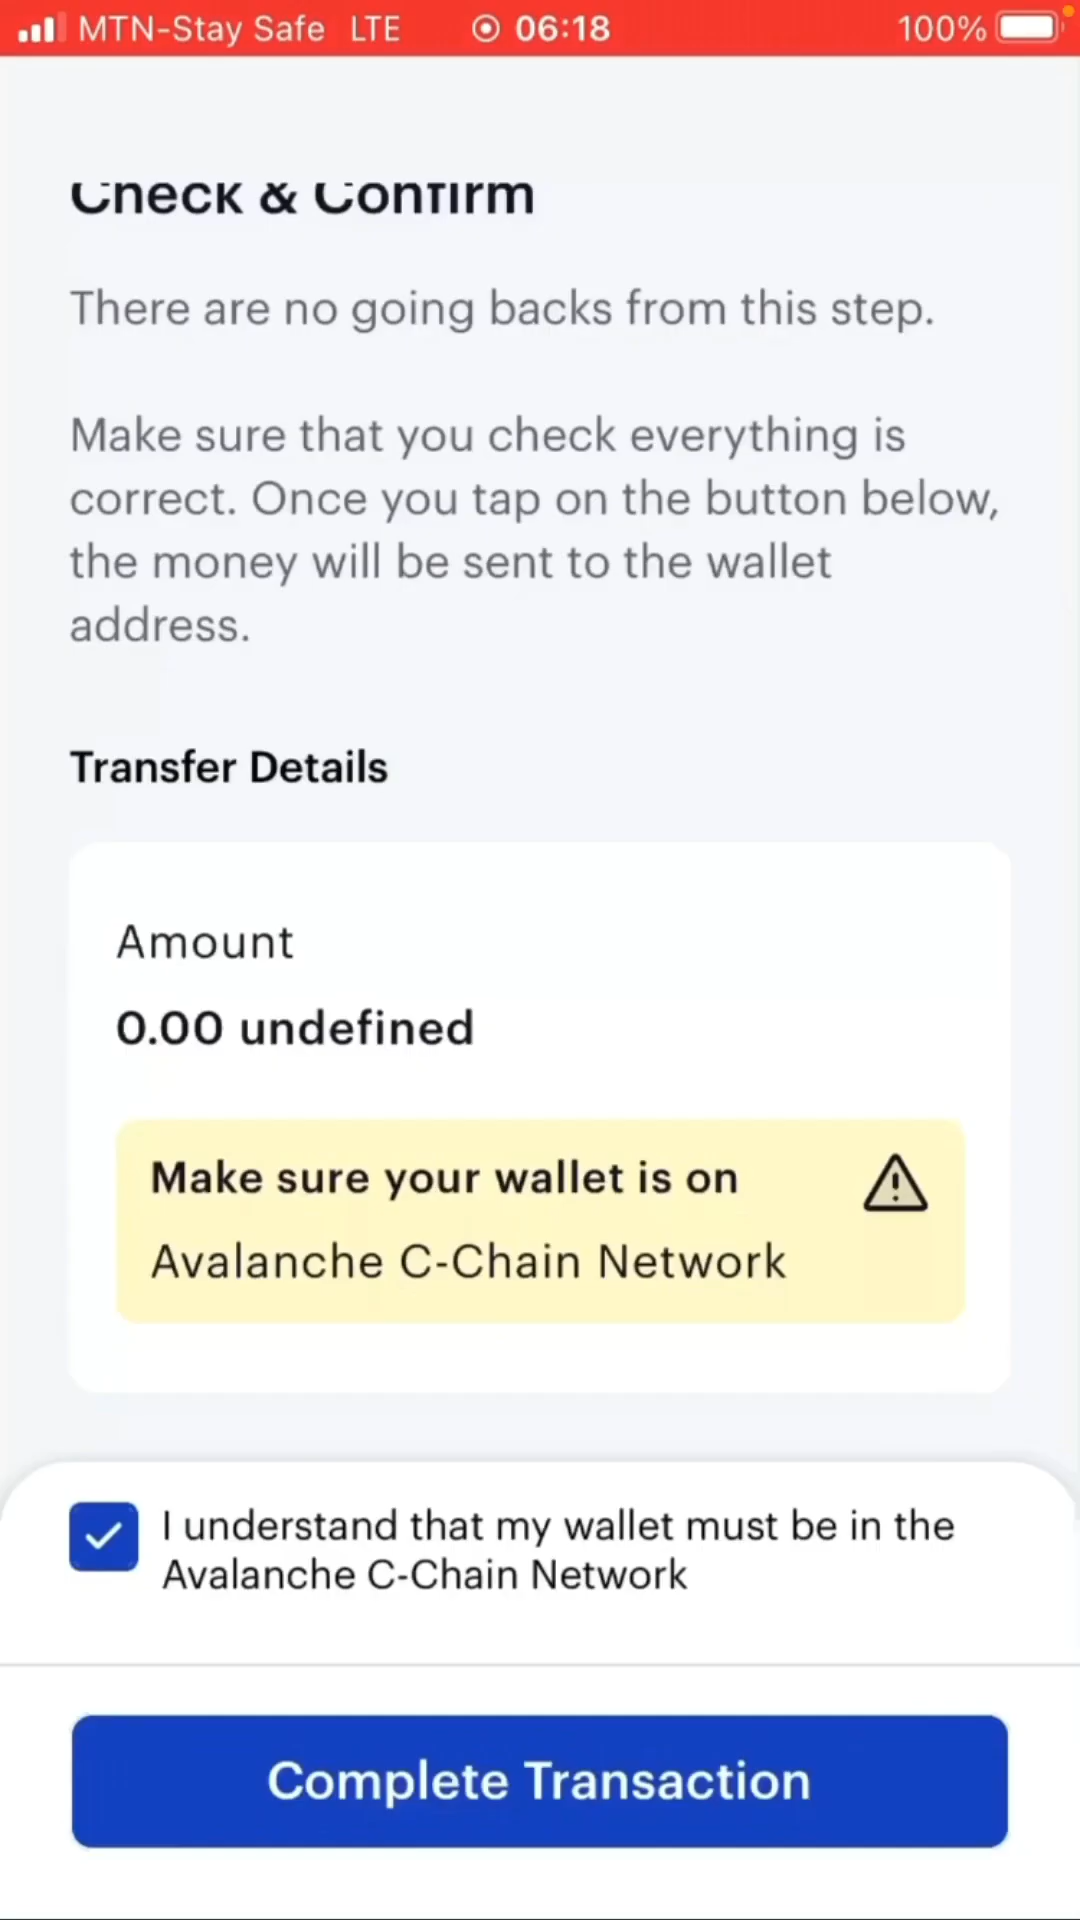 MTN-Stay Safe LTE 06:18 100%
Check & Confirm
There are no going backs from this step.
Make sure that you check everything is
correct. Once you tap on the button below,
the money will be sent to the wallet
address.
Transfer Details
Amount
0.00 undefined
Make sure your wallet is on
Avalanche C-Chain Network
I understand that my wallet must be in the
Avalanche C-Chain Network
Complete Transaction